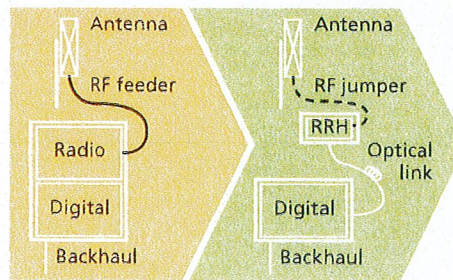 Antenna
RF feeder
Radio
Digital
Backhaul
Antenna
RF jumper
RRH
Optical
link
Digital
Backhaul